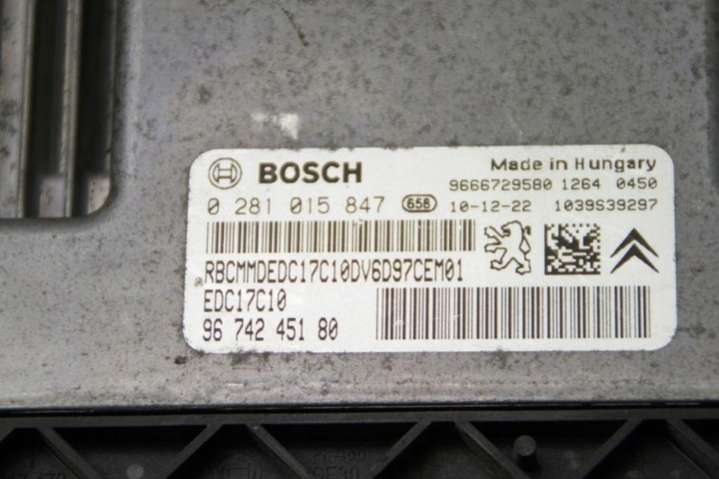 BOSCH
Made in Hungary
9666729580 1264 0450
0 281 015 847 658 10-12-22 1039S39297
RBCMMDEDC17C10DV6D97CEM01
EDC17C10
96 742 451 80